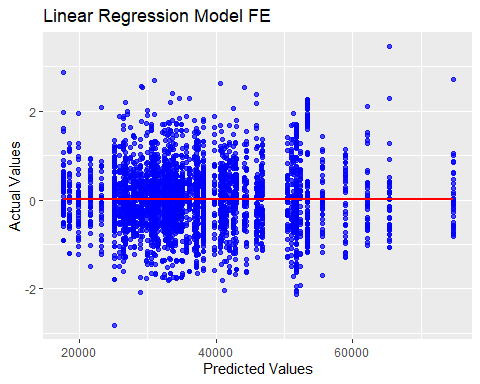 Linear Regression Model FE
Actual Values
2
0
-2
20000
40000
60000
Predicted Values